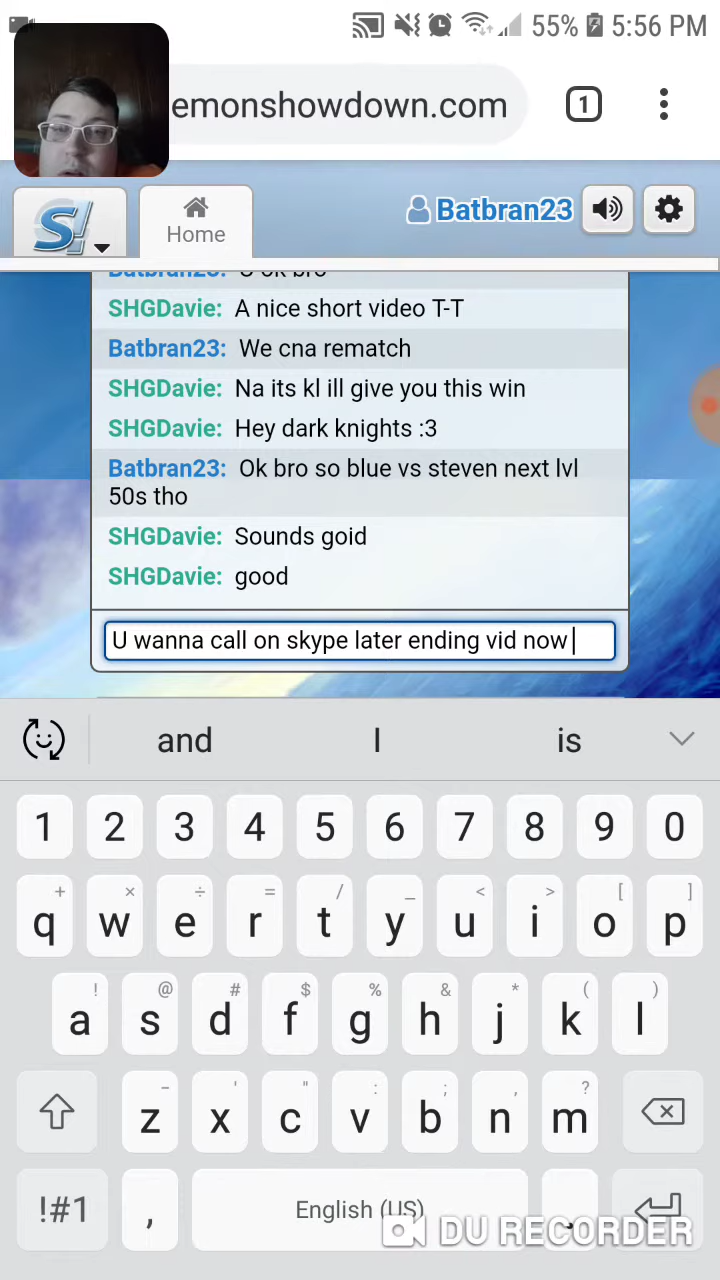 55% 5:56 PM
emonshowdown.com
1
S!
Home
Batbran23
SHGDavie: A nice short video T-T
Batbran23: We cna rematch
SHGDavie: Na its kl ill give you this win
SHGDavie: Hey dark knights :3
Batbran23: Ok bro so blue vs steven next lvl
50s tho
SHGDavie: Sounds goid
SHGDavie: good
U wanna call on skype later ending vid now
and I is
1 2 3 4 5 6 7 8 9 0
+ × ÷ = / _ < > [ ]
q w e r t y u i o p
! @ # $ % & * ( )
a s d f g h j k l
- ' " : ; , ?
z x c v b n m
!#1 , English (US) .
DU RECORDER